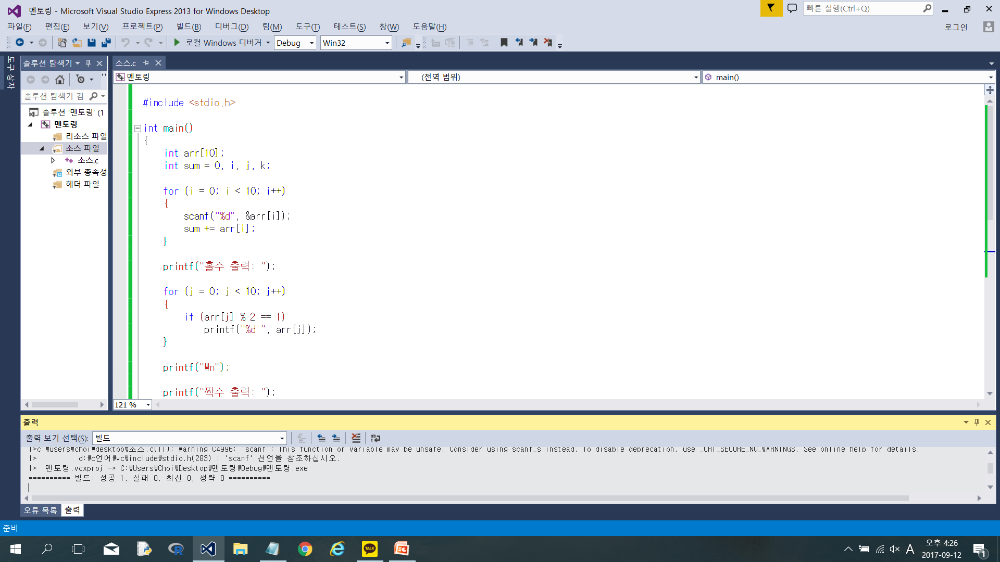 멘토링 - Microsoft Visual Studio Express 2013 for Windows Desktop
빠른 실행(Ctrl+Q)
파일(F) 편집(E) 보기(V) 프로젝트(P) 빌드(B) 디버그(D) 팀(M) 도구(T) 테스트(S) 창(W) 도움말(H)
로그인
로컬 Windows 디버거 Debug Win32
도구 상자
솔루션 탐색기
소스.c
멘토링 (전역 범위) main()
솔루션 탐색기 검
솔루션 '멘토링' (1
멘토링
리소스 파일
소스 파일
소스.c
외부 종속성
헤더 파일
#include <stdio.h>
int main()
{
int arr[10];
int sum = 0, i, j, k;
for (i = 0; i < 10; i++)
{
scanf("%d", &arr[i]);
sum += arr[i];
}
printf("홀수 출력: ");
for (j = 0; j < 10; j++)
{
if (arr[j] % 2 == 1)
printf("%d ", arr[j]);
}
printf("₩n");
printf("짝수 출력: ");
121 %
출력
출력 보기 선택(S): 빌드
1>c:₩users₩choi₩desktop₩소스.c(11): warning C4996: 'scanf': This function or variable may be unsafe. Consider using scanf_s instead. To disable deprecation, use _CRT_SECURE_NO_WARNINGS. See online help for details.
1> d:₩c언어₩vc₩include₩stdio.h(283) : 'scanf' 선언을 참조하십시오.
1> 멘토링.vcxproj -> C:₩Users₩Choi₩Desktop₩멘토링₩Debug₩멘토링.exe
========== 빌드: 성공 1, 실패 0, 최신 0, 생략 0 ==========
오류 목록 출력
준비
R
TALK
A
오후 4:26
2017-09-12
1